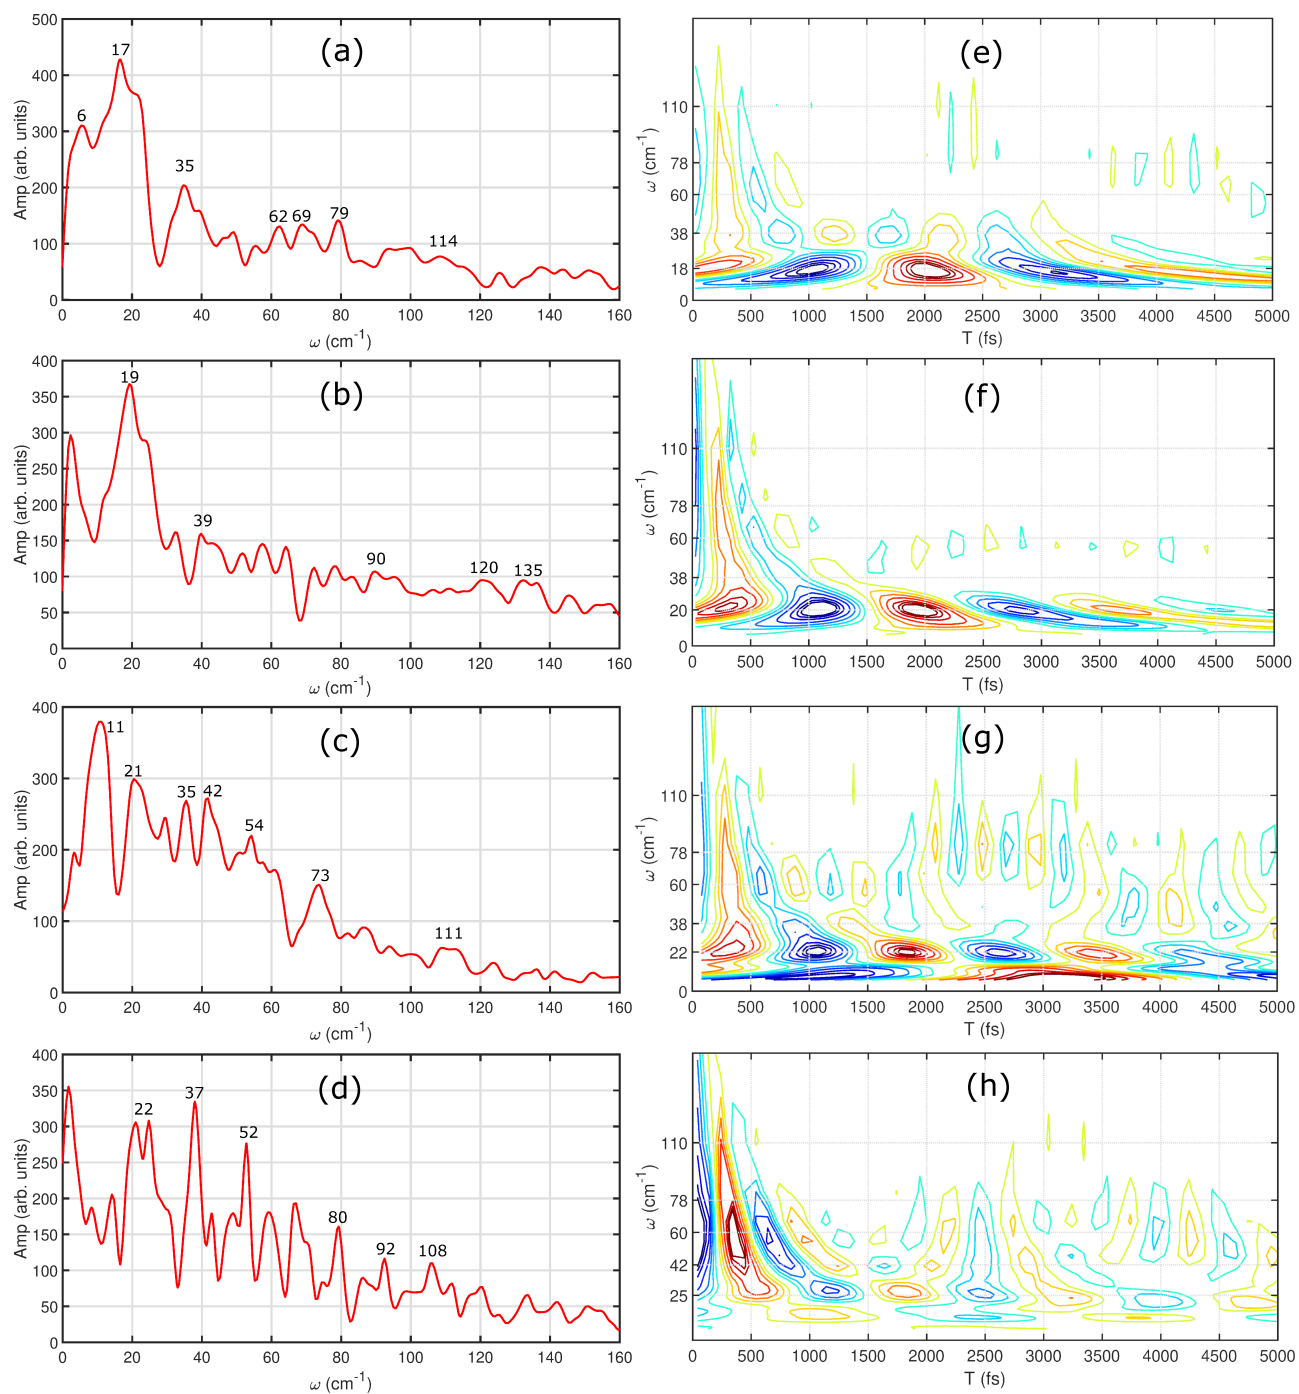 (a)
Amp (arb. units)
500
400
300
200
100
0
6
17
35
62
69
79
114
0 20 40 60 80 100 120 140 160
ω (cm-1)
(e)
ω (cm-1)
110
78
60
38
18
0
0 500 1000 1500 2000 2500 3000 3500 4000 4500 5000
T (fs)
(b)
Amp (arb. units)
400
350
300
250
200
150
100
50
0
19
39
90
120
135
0 20 40 60 80 100 120 140 160
ω (cm-1)
(f)
ω (cm-1)
110
78
60
38
20
0
0 500 1000 1500 2000 2500 3000 3500 4000 4500 5000
T (fs)
(c)
Amp (arb. units)
400
300
200
100
0
11
21
35
42
54
73
111
0 20 40 60 80 100 120 140 160
ω (cm-1)
(g)
ω (cm-1)
110
78
60
38
22
0
0 500 1000 1500 2000 2500 3000 3500 4000 4500 5000
T (fs)
(d)
Amp (arb. units)
400
350
300
250
200
150
100
50
0
22
37
52
80
92
108
0 20 40 60 80 100 120 140 160
ω (cm-1)
(h)
ω (cm-1)
110
78
60
42
25
0 500 1000 1500 2000 2500 3000 3500 4000 4500 5000
T (fs)